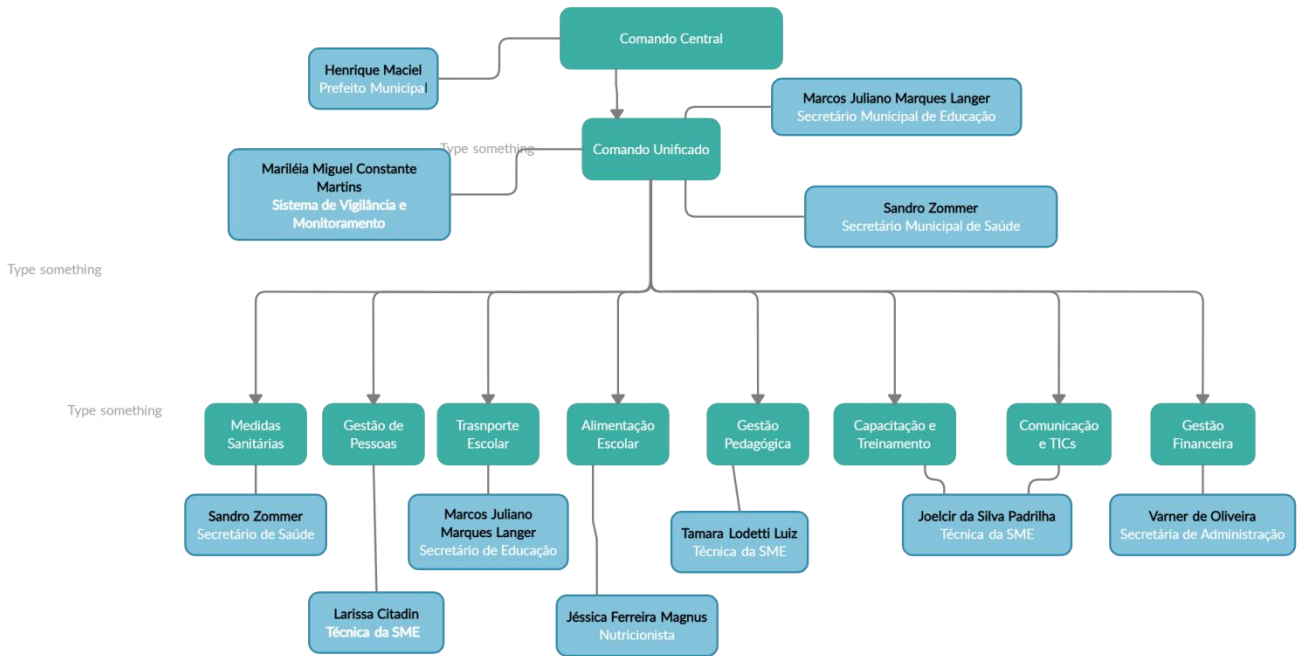 Comando Central
Henrique Maciel
Prefeito Municipal
Marcos Juliano Marques Langer
Secretário Municipal de Educação
Type something
Comando Unificado
Mariléia Miguel Constante
Martins
Sistema de Vigilância e
Monitoramento
Sandro Zommer
Secretário Municipal de Saúde
Type something
Type something
Medidas
Sanitárias
Gestão de
Pessoas
Trasnporte
Escolar
Alimentação
Escolar
Gestão
Pedagógica
Capacitação e
Treinamento
Comunicação
e TICs
Gestão
Financeira
Sandro Zommer
Secretário de Saúde
Marcos Juliano
Marques Langer
Secretário de Educação
Tamara Lodetti Luiz
Técnica da SME
Joelcir da Silva Padrilha
Técnica da SME
Varner de Oliveira
Secretária de Administração
Larissa Citadin
Técnica da SME
Jéssica Ferreira Magnus
Nutricionista